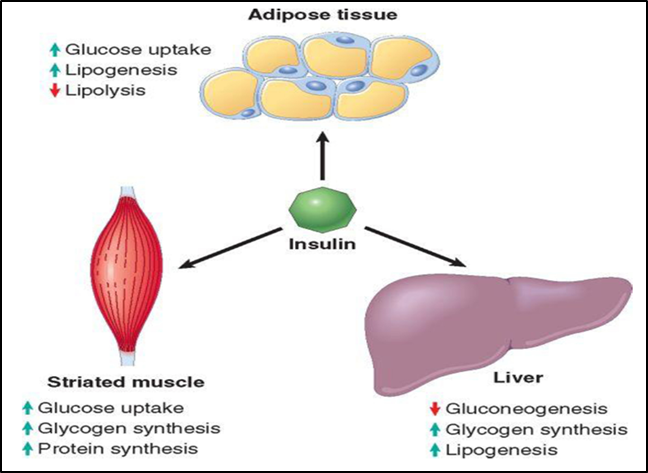 Adipose tissue
Glucose uptake
Lipogenesis
Lipolysis
Insulin
Striated muscle
Glucose uptake
Glycogen synthesis
Protein synthesis
Liver
Gluconeogenesis
Glycogen synthesis
Lipogenesis